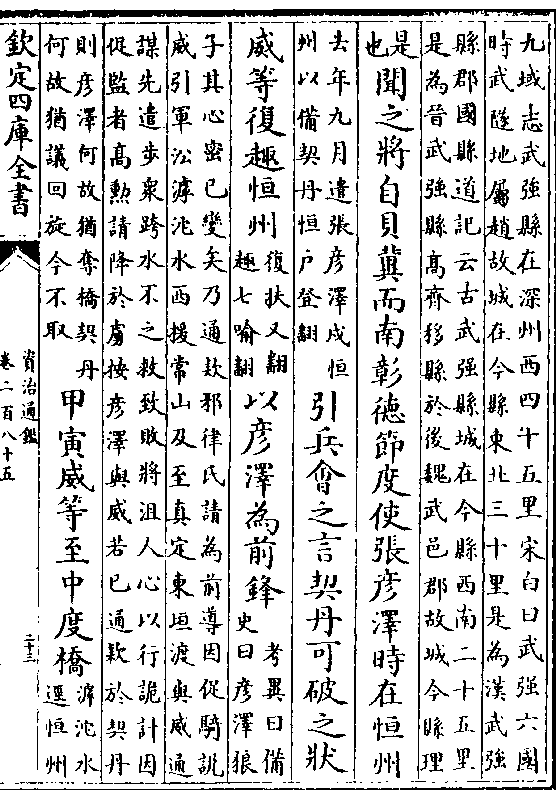 九域志武強縣在深州西四十五里宋白曰武強六國
時武隧地屬趙故城在今縣東北三十里是為漢武強
縣郡國縣道記云古武强縣城在今縣西南二十五里
是為晉武強縣高齊移縣於後魏武邑郡故城今縣理
是
也
聞之將自貝冀而南彰德節度使張彥澤時在恒州
去年九月遣張彥澤戍恒
州以備契丹恒户登翻
引兵會之言契丹可破之狀
威等復趣恒州
復扶又翻
趣七喻翻
以彥澤為前鋒
考異曰備
史曰彥澤狼
子其心密已變矣乃通欵邪律氏請為前導因促騎說
威引軍沿滹沱水西援常山及至真定東垣渡與威通
謀先遣步衆跨水不之救致敗將沮人心以行詭計因
促監者高勲請降於虜按彥澤與威若已通欵於契丹
則彥澤何故猶奪橋契丹
何故猶議回旋今不取
甲寅威等至中度橋
滹沱水
逕恒州
欽定四庫全書
資治通鑑
卷二百八十五
二十三